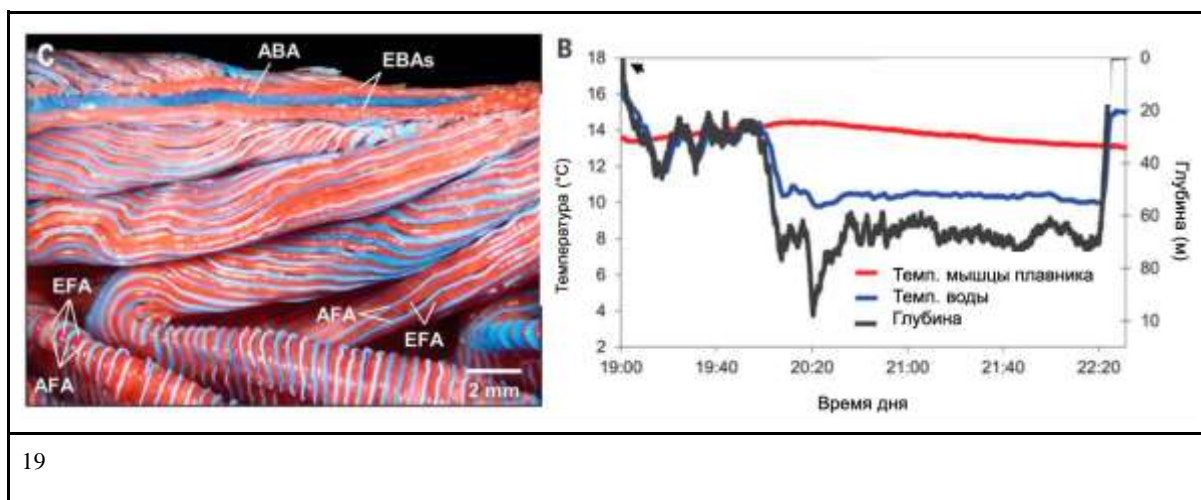 C
ABA
EBAs
EFA
AFA
AFA
EFA
2 mm
B
Температура (°C)
18
16
14
12
10
8
6
4
2
0
20
40
60
80
100
Глубина (м)
Темп. мышцы плавника
Темп. воды
Глубина
19:00
19:40
20:20
21:00
21:40
22:20
Время дня
19